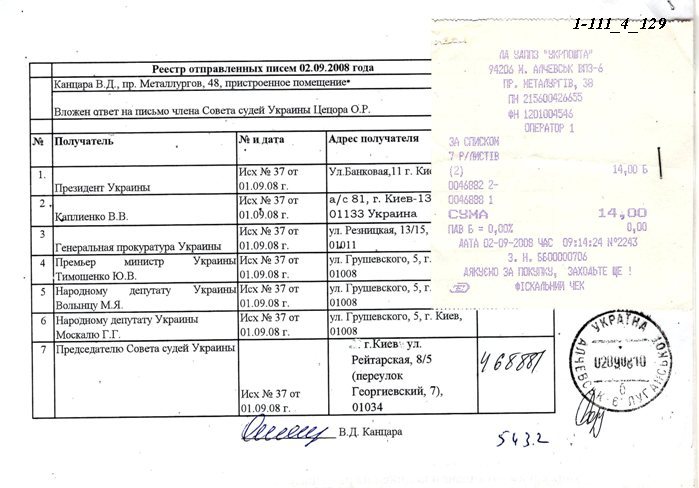 1-111_4_129
Реестр отправленных писем 02.09.2008 года
Канцара В.Д., пр. Металлургов, 48, пристроенное помещение
Вложен ответ на письмо члена Совета судей Украины Цецора О.Р.
№ Получатель № и дата Адрес получателя
1. Президент Украины Исх № 37 от Ул.Банковая,11 г.
01.09.08 г.
2 Каплиенко В.В. Исх № 37 от а/с 81, г. Киев-13
01.09.08 г. 01133 Украина
3 Генеральная прокуратура Украины Исх № 37 от ул. Резницкая, 13/15,
01.09.08 г. 01011
4 Премьер министр Украины Исх № 37 от ул. Грушевского, 5, г.
Тимошенко Ю.В. 01.09.08 г. 01008
5 Народному депутату Украины Исх № 37 от ул. Грушевского, 5, г.
Волынцу М.Я. 01.09.08 г. 01008
6 Народному депутату Украины Исх № 37 от ул. Грушевского, 5, г. Киев,
Москалю Г.Г. 01.09.08 г. 01008
7 Председателю Совета судей Украины г.Киев ул.
Рейтарская, 8/5
(переулок
Исх № 37 от Георгиевский, 7),
01.09.08 г. 01034
468881
В.Д. Канцара
543.2
ЛА УДППЗ "УКРПОШТА"
94206 М. АЛЧЕВСЬК ВПЗ-6
ПР. МЕТАЛУРГІВ, 38
ПН 215600426655
ФН 1201004546
ОПЕРАТОР 1
ЗА СПИСКОМ
7 Р/ЛИСТІВ
(2) 14,00 Б
0046882 2-
0046888 1
СУМА 14,00
ПДВ Б = 0,00% 0,00
ДАТА 02-09-2008 ЧАС 09:14:24 №2243
З. Н. ББ00000706
ДЯКУЄМО ЗА ПОКУПКУ, ЗАХОДЬТЕ ЩЕ !
ФІСКАЛЬНИЙ ЧЕК
УКРАЇНА
АЛЧЕВСЬК 6 ЛУГАНСЬКОЇ
6